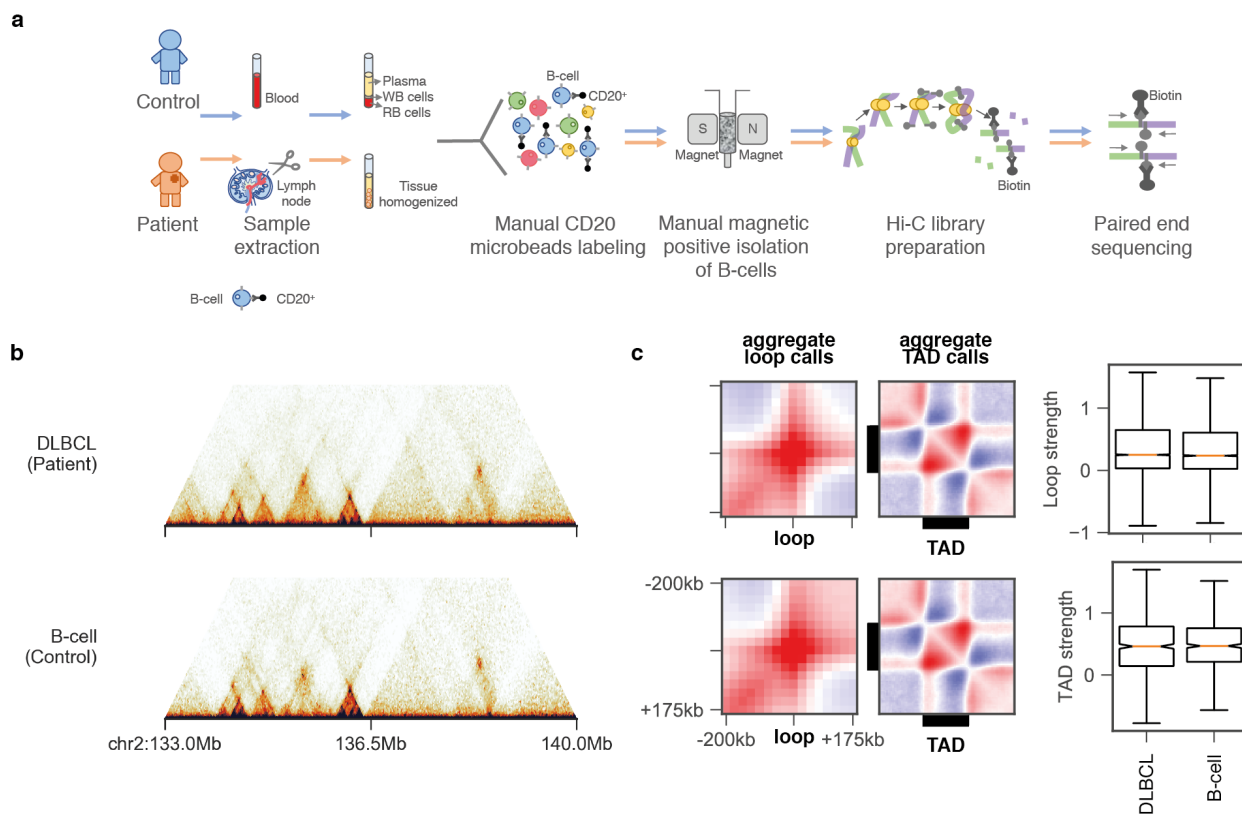 a
Control
Patient
Blood
Lymph
node
Sample
extraction
Plasma
WB cells
RB cells
Tissue
homogenized
B-cell
CD20⁺
Manual CD20
microbeads labeling
S
N
Magnet
Magnet
Manual magnetic
positive isolation
of B-cells
Biotin
Hi-C library
preparation
Biotin
Paired end
sequencing
B-cell
CD20⁺
b
DLBCL
(Patient)
B-cell
(Control)
chr2:133.0Mb
136.5Mb
140.0Mb
c
aggregate
loop calls
aggregate
TAD calls
loop
TAD
-200kb
+175kb
-200kb
loop
+175kb
TAD
Loop strength
1
0
−1
TAD strength
1
0
DLBCL
B-cell